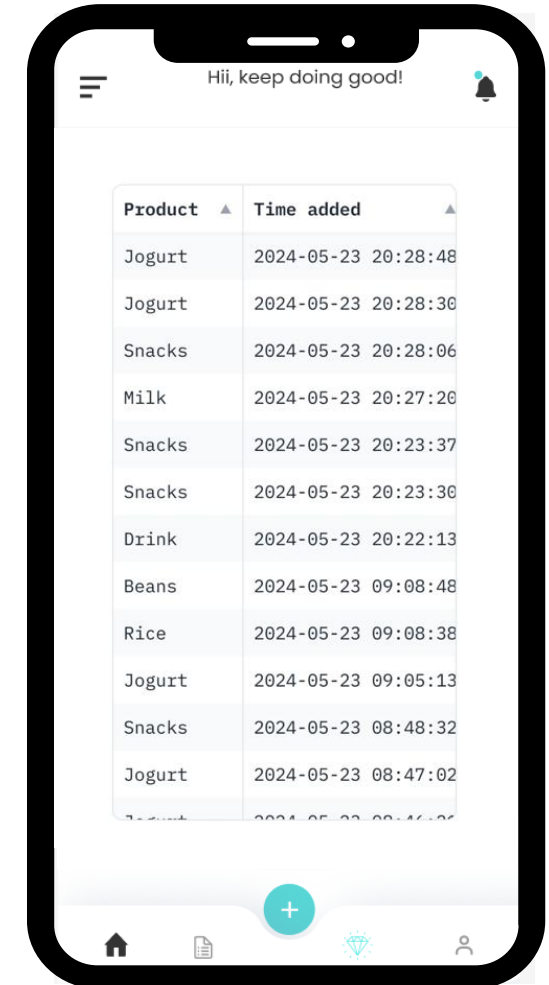 Hii, keep doing good!
Product ▲ Time added ▲
Jogurt 2024-05-23 20:28:48
Jogurt 2024-05-23 20:28:30
Snacks 2024-05-23 20:28:06
Milk 2024-05-23 20:27:20
Snacks 2024-05-23 20:23:37
Snacks 2024-05-23 20:23:30
Drink 2024-05-23 20:22:13
Beans 2024-05-23 09:08:48
Rice 2024-05-23 09:08:38
Jogurt 2024-05-23 09:05:13
Snacks 2024-05-23 08:48:32
Jogurt 2024-05-23 08:47:02
+